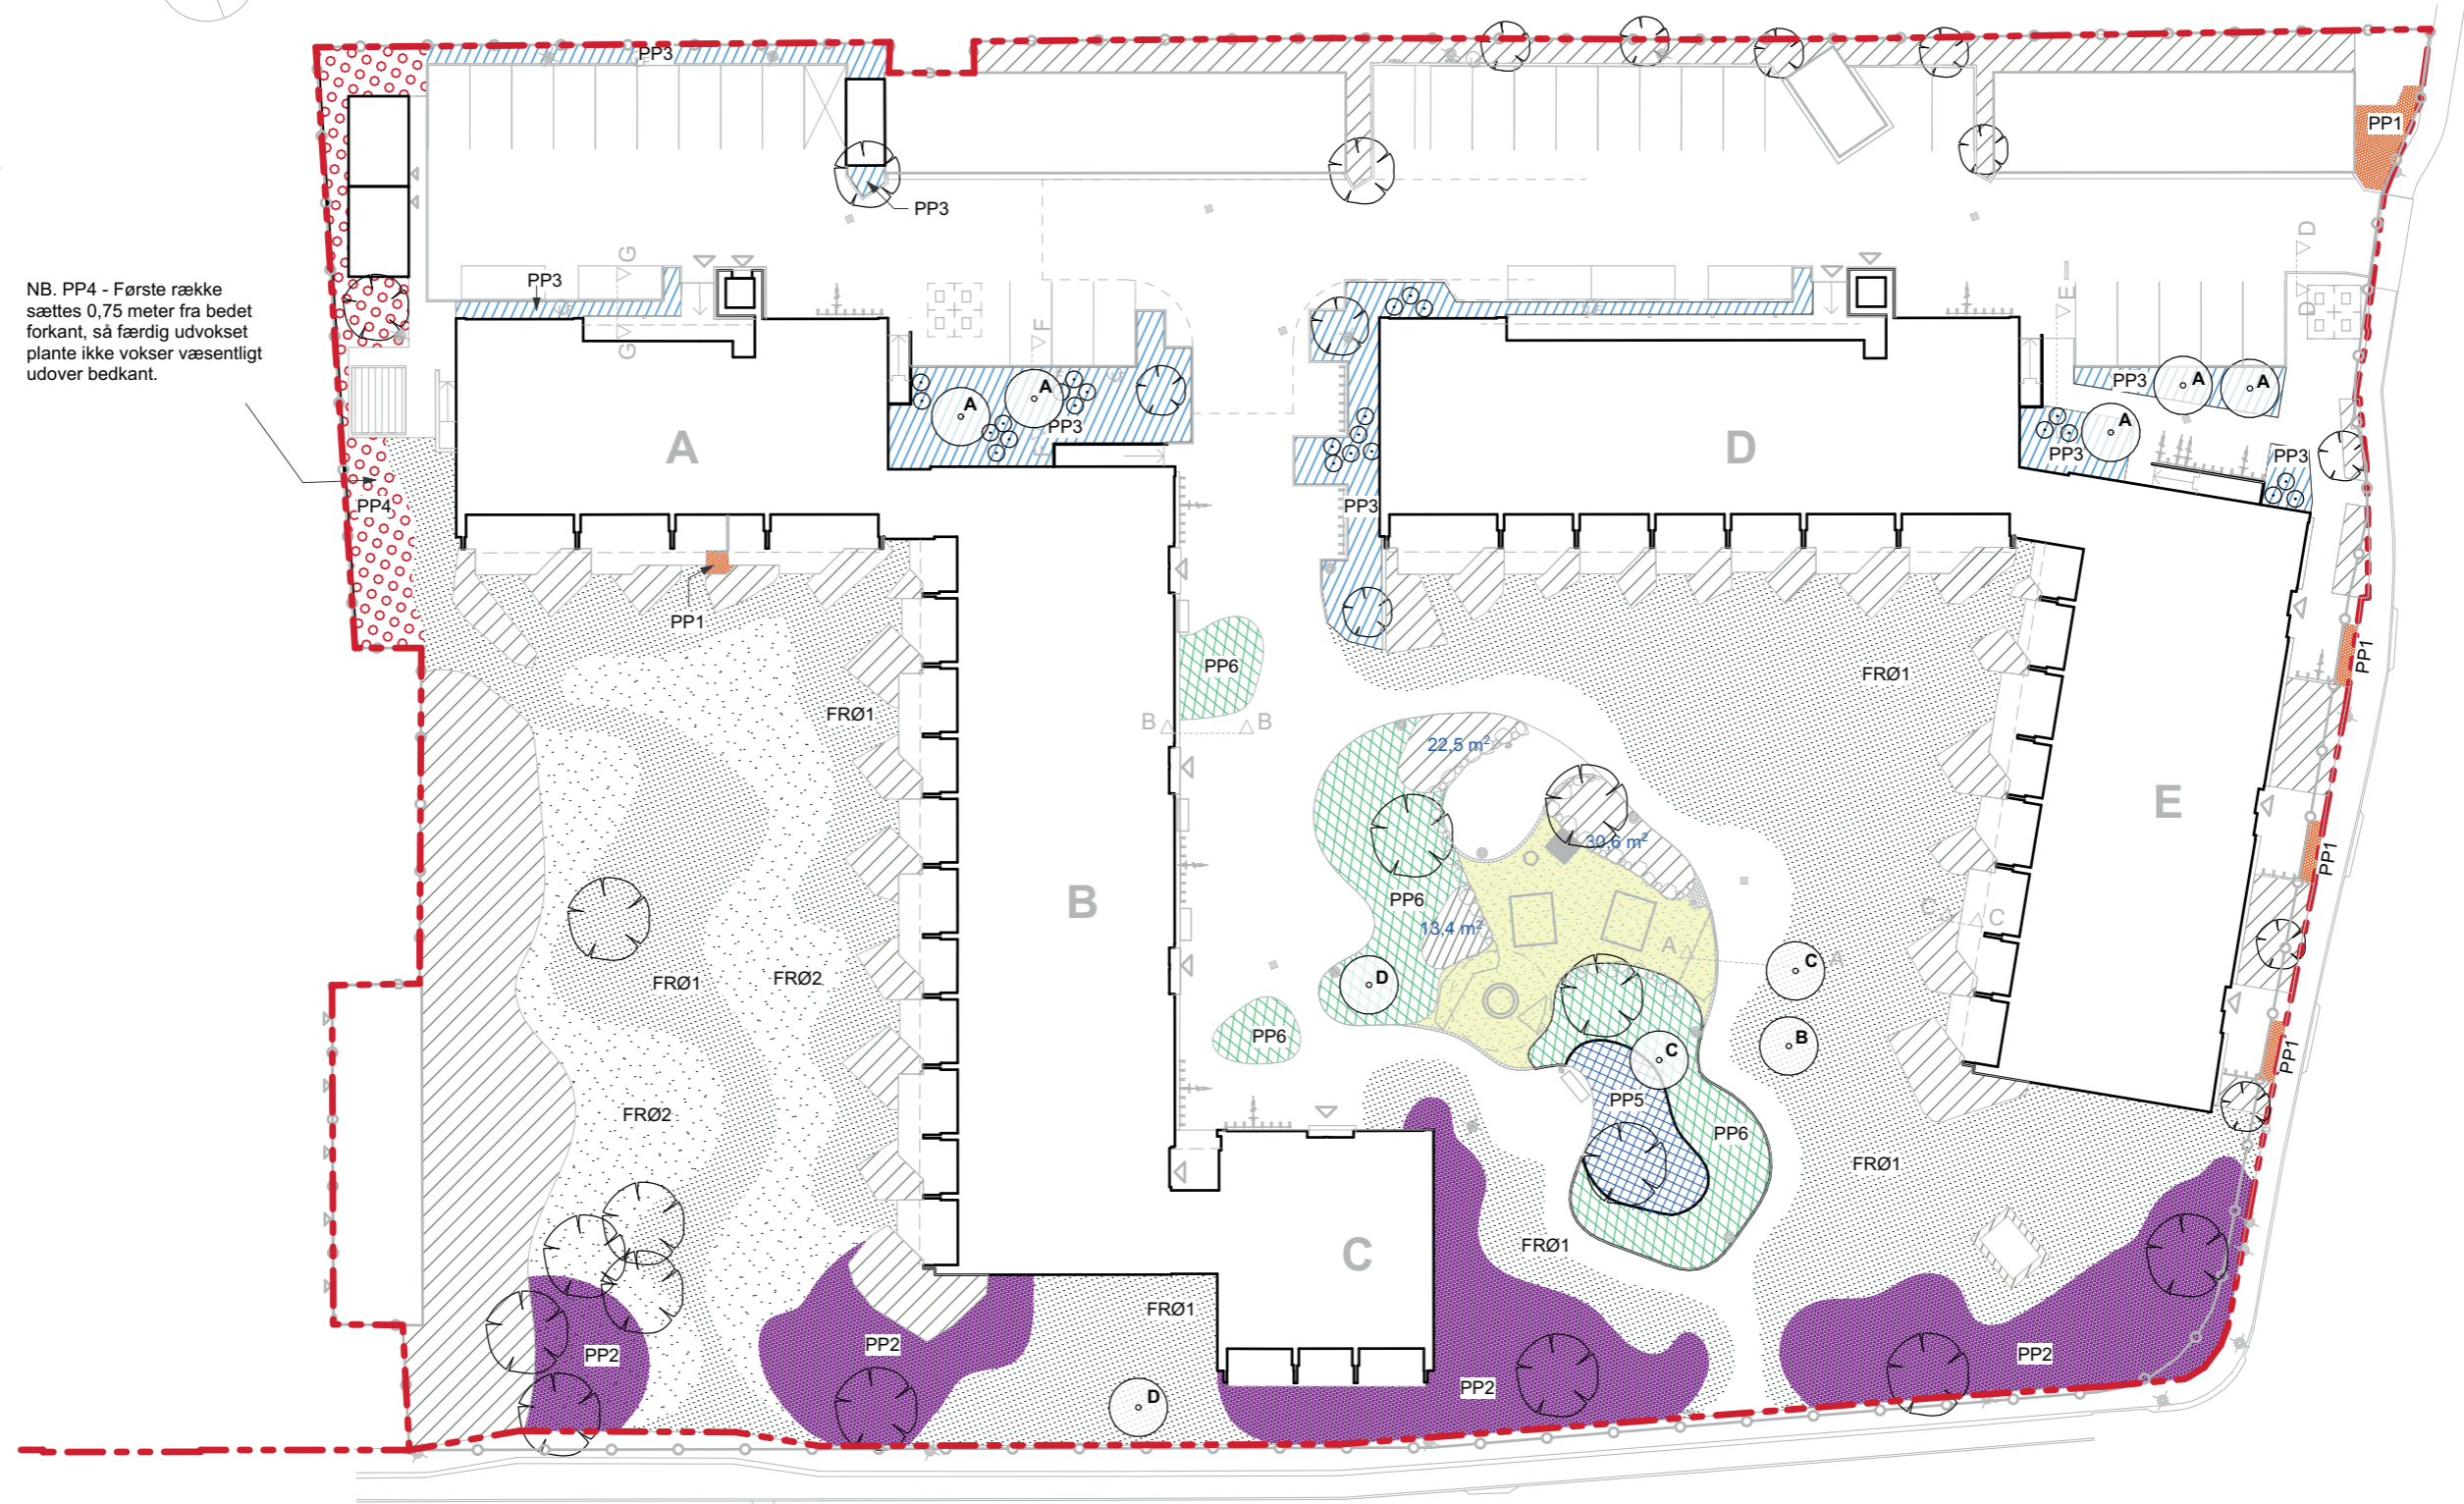 PP3
PP1
PP3
D
G
PP3
E
D
NB. PP4 - Første række
sættes 0,75 meter fra bedet
forkant, så færdig udvokset
plante ikke vokser væsentligt
udover bedkant.
F
G
A
A
PP3
A
A
PP3
A
D
A
PP3
PP3
PP4
PP3
PP1
PP6
FRØ1
PP1
FRØ1
B
B
22,5 m²
E
30,6 m²
PP1
B
PP6
C
C
13,4 m²
A
C
A
FRØ1
FRØ2
D
PP6
B
C
PP1
PP5
FRØ2
PP6
FRØ1
FRØ1
C
FRØ1
PP2
PP2
PP2
PP2
D